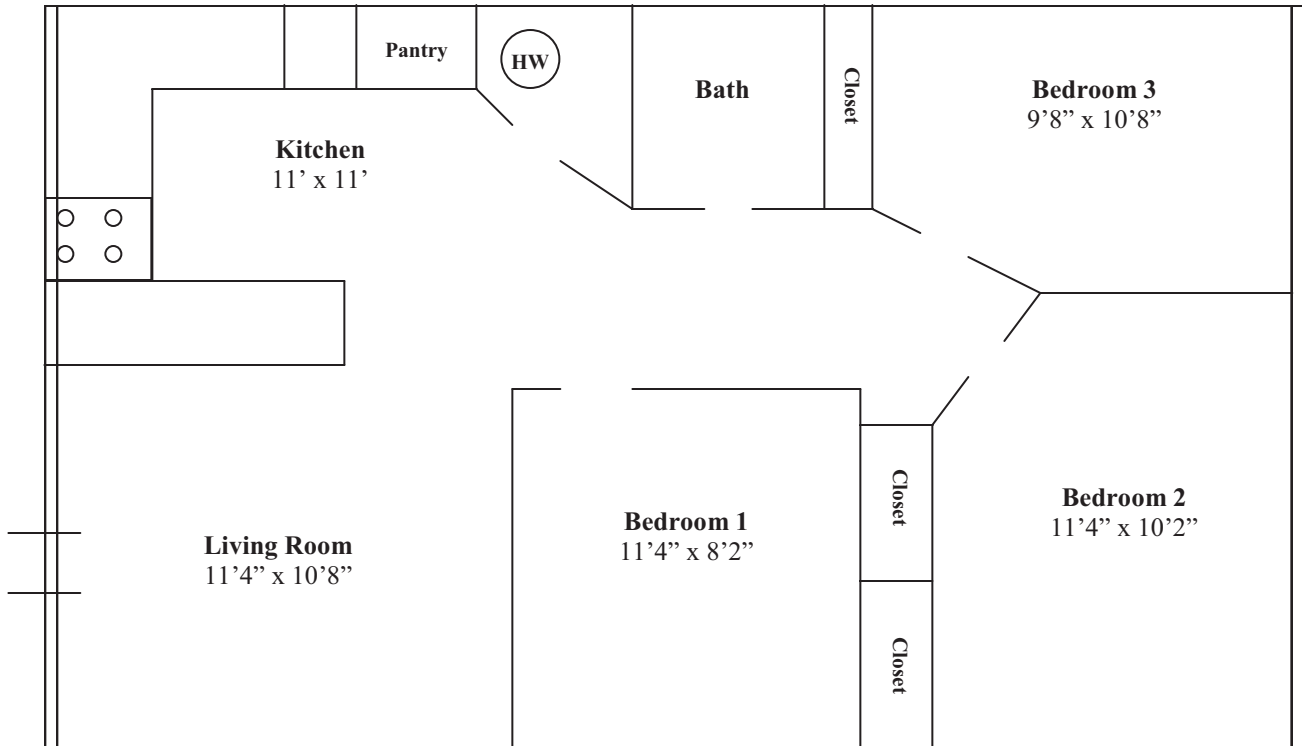 Pantry
HW
Bath
Closet
Bedroom 3
9’8” x 10’8”
Kitchen
11’ x 11’
Living Room
11’4” x 10’8”
Bedroom 1
11’4” x 8’2”
Closet
Closet
Bedroom 2
11’4” x 10’2”